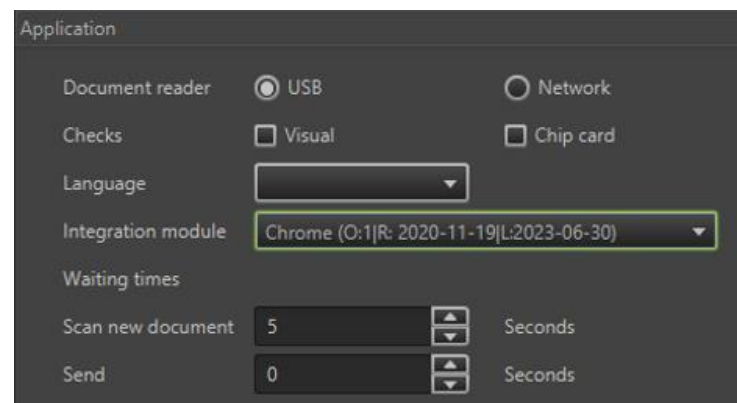 Application
Document reader USB Network
Checks Visual Chip card
Language
Integration module Chrome (O:1|R: 2020-11-19|L:2023-06-30)
Waiting times
Scan new document 5 Seconds
Send 0 Seconds